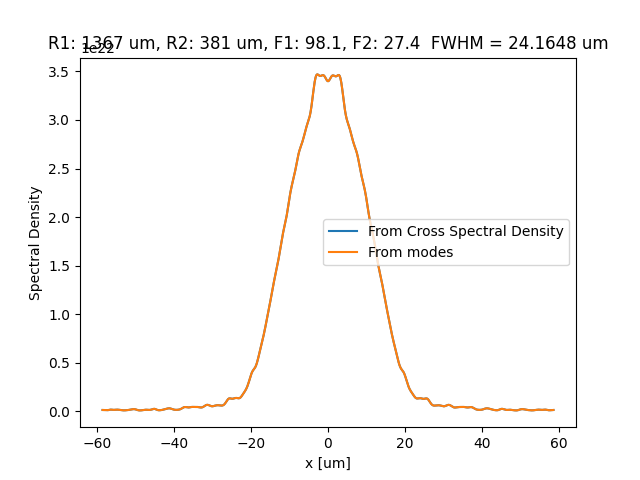 R1: 1367 um, R2: 381 um, F1: 98.1, F2: 27.4  FWHM = 24.1648 um
1e22
3.5
3.0
2.5
2.0
1.5
1.0
0.5
0.0
Spectral Density
From Cross Spectral Density
From modes
−60 −40 −20 0 20 40 60
x [um]